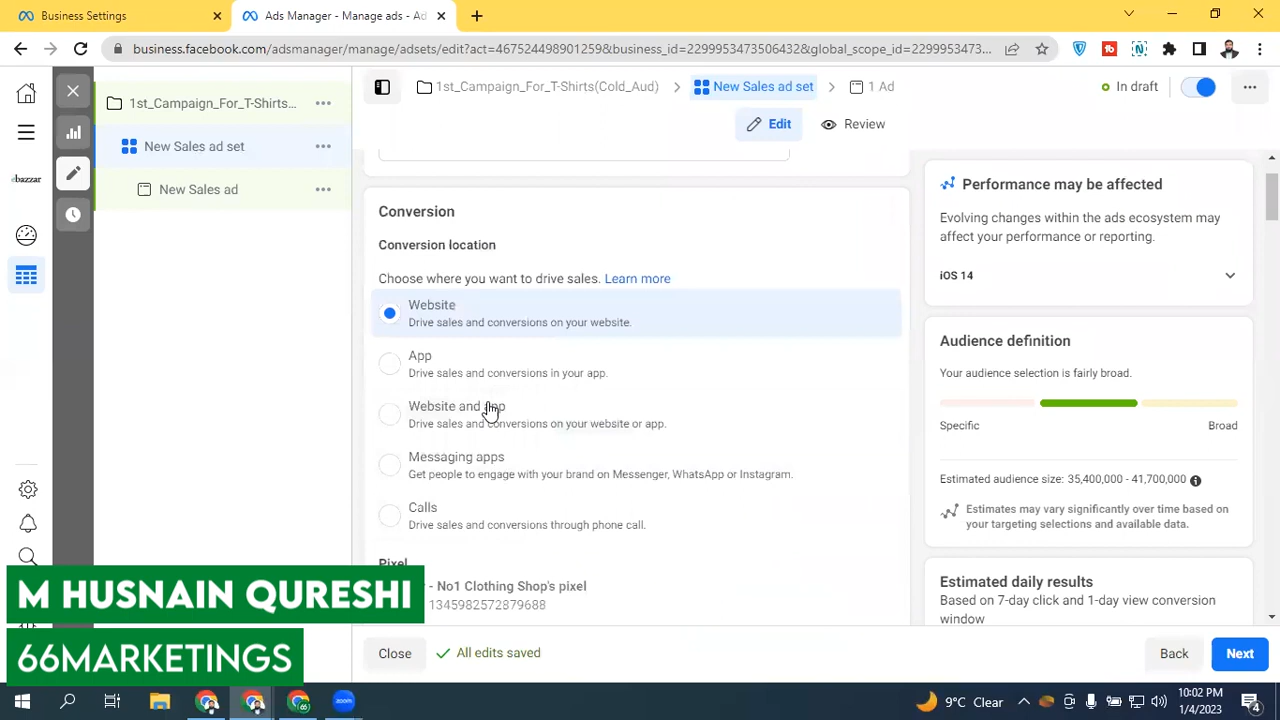 Business Settings
Ads Manager - Manage ads - Ad
business.facebook.com/adsmanager/manage/adsets/edit?act=467524498901259&business_id=2299953473506432&global_scope_id=2299953473...
1st_Campaign_For_T-Shirts...
New Sales ad set
New Sales ad
ebazzar
1st_Campaign_For_T-Shirts(Cold_Aud)
New Sales ad set
1 Ad
In draft
Edit
Review
Conversion
Conversion location
Choose where you want to drive sales. Learn more
Website
Drive sales and conversions on your website.
App
Drive sales and conversions in your app.
Website and app
Drive sales and conversions on your website or app.
Messaging apps
Get people to engage with your brand on Messenger, WhatsApp or Instagram.
Calls
Drive sales and conversions through phone call.
Pixel
- No1 Clothing Shop's pixel
1345982572879688
Performance may be affected
Evolving changes within the ads ecosystem may
affect your performance or reporting.
iOS 14
Audience definition
Your audience selection is fairly broad.
Specific
Broad
Estimated audience size: 35,400,000 - 41,700,000
Estimates may vary significantly over time based on
your targeting selections and available data.
Estimated daily results
Based on 7-day click and 1-day view conversion
window
M HUSNAIN QURESHI
66MARKETINGS
Close
All edits saved
Back
Next
9°C Clear
10:02 PM
1/4/2023
4